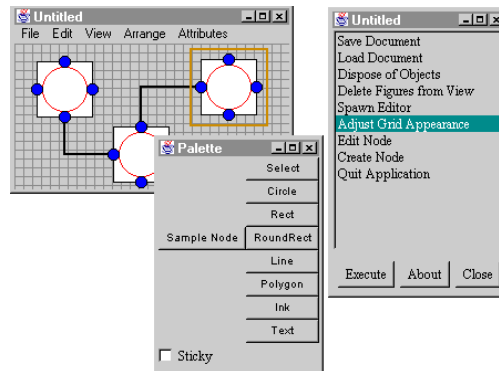 Untitled
File Edit View Arrange Attributes
Palette
Select
Circle
Rect
Sample Node RoundRect
Line
Polygon
Ink
Text
Sticky
Untitled
Save Document
Load Document
Dispose of Objects
Delete Figures from View
Spawn Editor
Adjust Grid Appearance
Edit Node
Create Node
Quit Application
Execute About Close